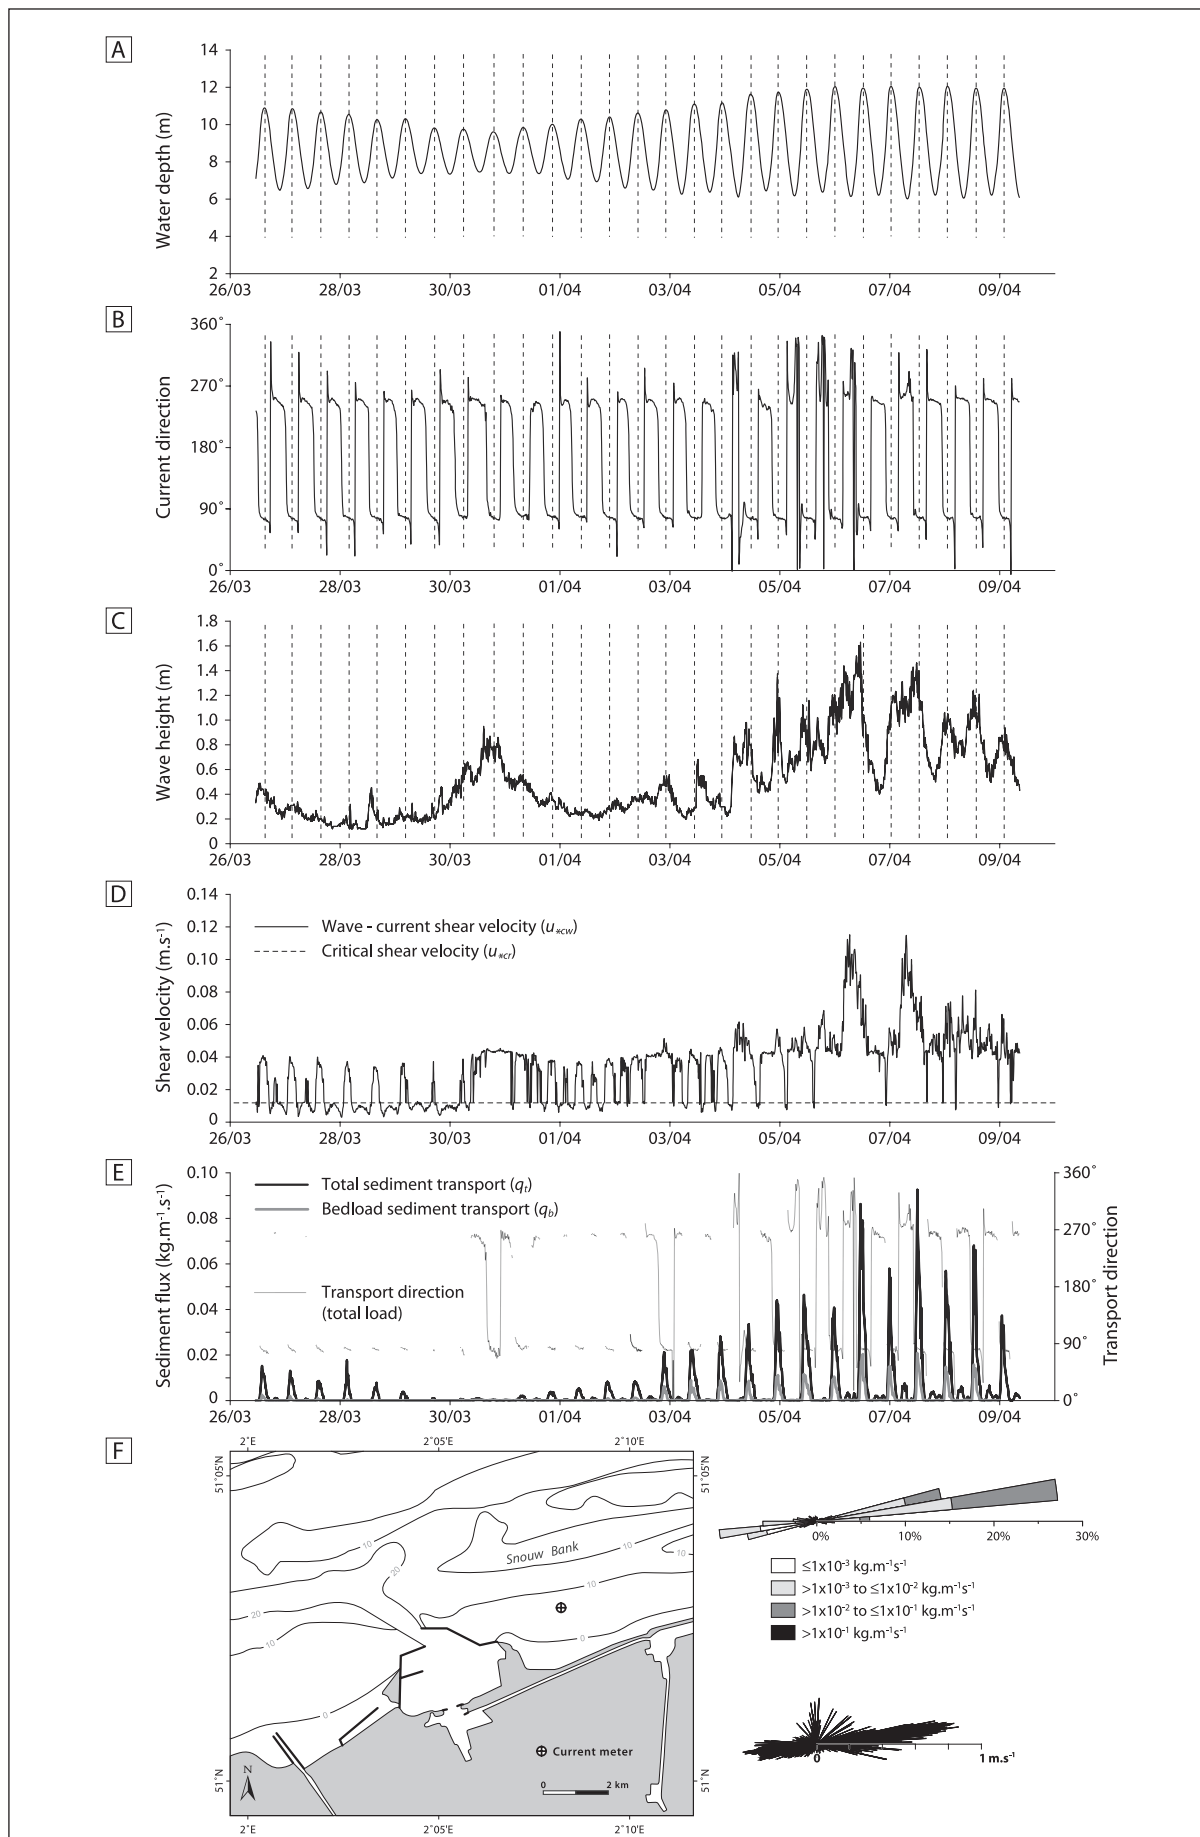 A
14
12
10
8
6
4
2
Water depth (m)
26/03 28/03 30/03 01/04 03/04 05/04 07/04 09/04
B
360°
270°
180°
90°
0°
Current direction
26/03 28/03 30/03 01/04 03/04 05/04 07/04 09/04
C
1.8
1.6
1.4
1.2
1.0
0.8
0.6
0.4
0.2
0
Wave height (m)
26/03 28/03 30/03 01/04 03/04 05/04 07/04 09/04
D
0.14
0.12
0.10
0.08
0.06
0.04
0.02
0
Shear velocity (m.s⁻¹)
Wave - current shear velocity (u*cw)
Critical shear velocity (u*cr)
26/03 28/03 30/03 01/04 03/04 05/04 07/04 09/04
E
0.10
0.08
0.06
0.04
0.02
0
Sediment flux (kg.m⁻¹.s⁻¹)
Total sediment transport (qt)
Bedload sediment transport (qb)
Transport direction
(total load)
360°
270°
180°
90°
0°
Transport direction
26/03 28/03 30/03 01/04 03/04 05/04 07/04 09/04
F
2°E 2°05'E 2°10'E
51°05'N 51°05'N
10
20
Snouw Bank
10
10
10
20
10
0
0
Current meter
N
0 2 km
51°N 51°N
2°E 2°05'E 2°10'E
0% 10% 20% 30%
≤1x10⁻³ kg.m⁻¹s⁻¹
>1x10⁻³ to ≤1x10⁻² kg.m⁻¹s⁻¹
>1x10⁻² to ≤1x10⁻¹ kg.m⁻¹s⁻¹
>1x10⁻¹ kg.m⁻¹s⁻¹
0 1 m.s⁻¹